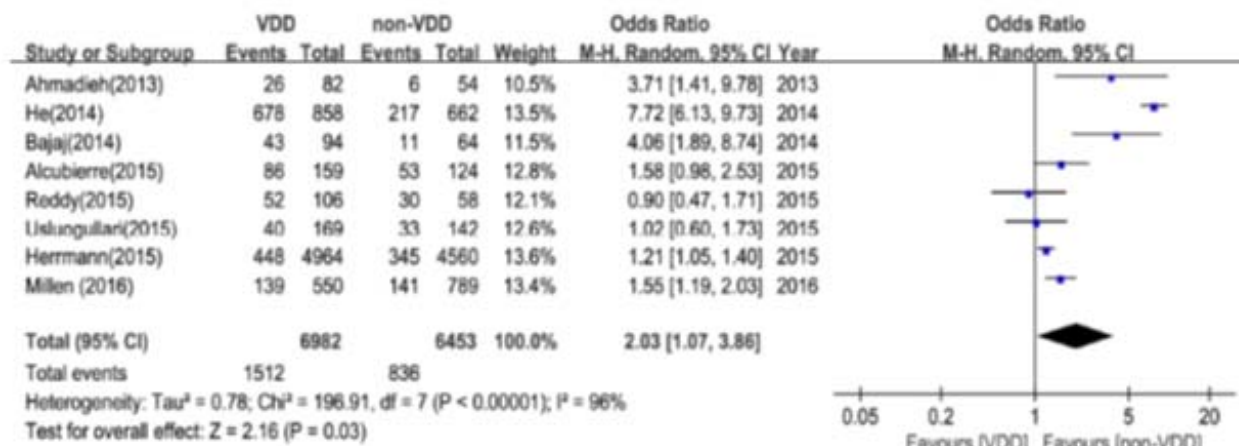 VDD non-VDD Odds Ratio Odds Ratio
Study or Subgroup Events Total Events Total Weight M-H, Random, 95% CI Year M-H, Random, 95% CI
Ahmadieh(2013) 26 82 6 54 10.5% 3.71 [1.41, 9.78] 2013
He(2014) 678 858 217 662 13.5% 7.72 [6.13, 9.73] 2014
Bajaj(2014) 43 94 11 64 11.5% 4.06 [1.89, 8.74] 2014
Alcubierre(2015) 86 159 53 124 12.8% 1.58 [0.98, 2.53] 2015
Reddy(2015) 52 106 30 58 12.1% 0.90 [0.47, 1.71] 2015
Uslungullari(2015) 40 169 33 142 12.6% 1.02 [0.60, 1.73] 2015
Herrmann(2015) 448 4964 345 4560 13.6% 1.21 [1.05, 1.40] 2015
Millen (2016) 139 550 141 789 13.4% 1.55 [1.19, 2.03] 2016
Total (95% CI) 6982 6453 100.0% 2.03 [1.07, 3.86]
Total events 1512 836
Heterogeneity: Tau² = 0.78; Chi² = 196.91, df = 7 (P < 0.00001); I² = 96%
Test for overall effect: Z = 2.16 (P = 0.03)
0.05 0.2 1 5 20
Favours [VDD] Favours [non-VDD]